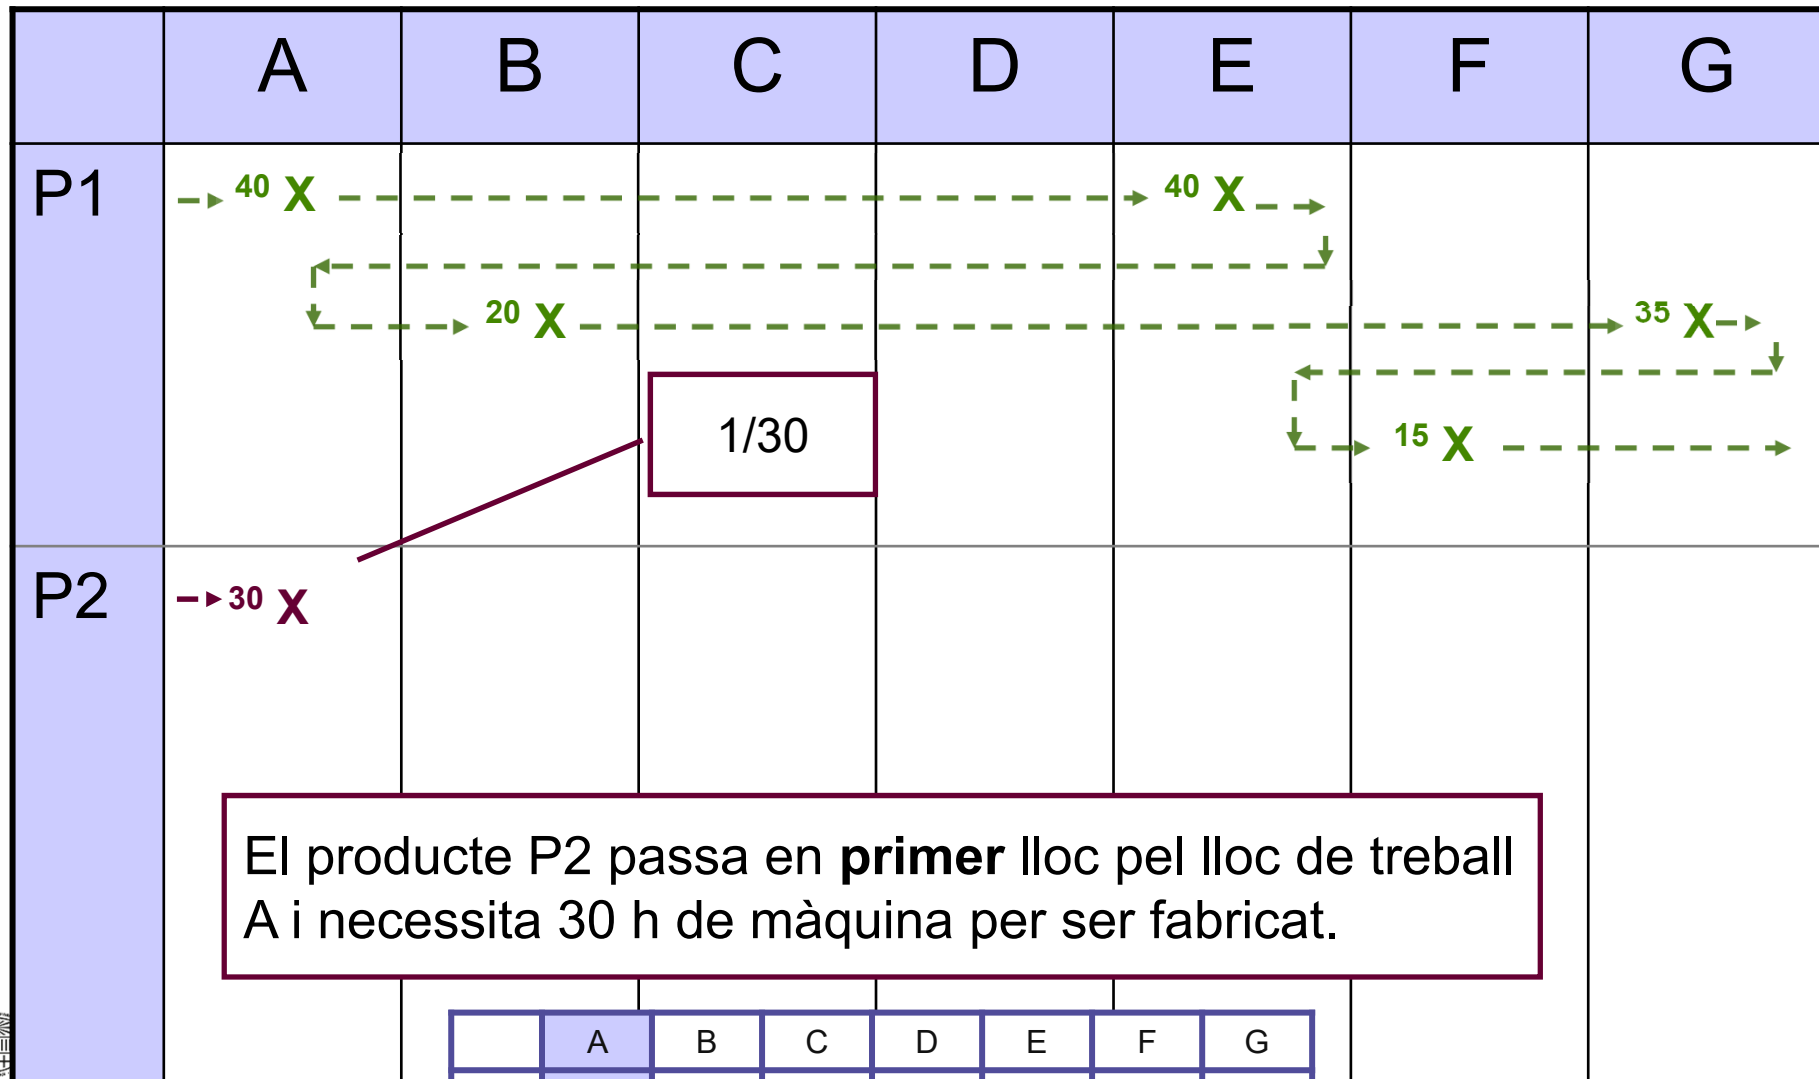 A B C D E F G
P1 40 X 40 X
20 X 35 X
1/30
15 X
P2 30 X
El producte P2 passa en primer lloc pel lloc de treball
A i necessita 30 h de màquina per ser fabricat.
A B C D E F G